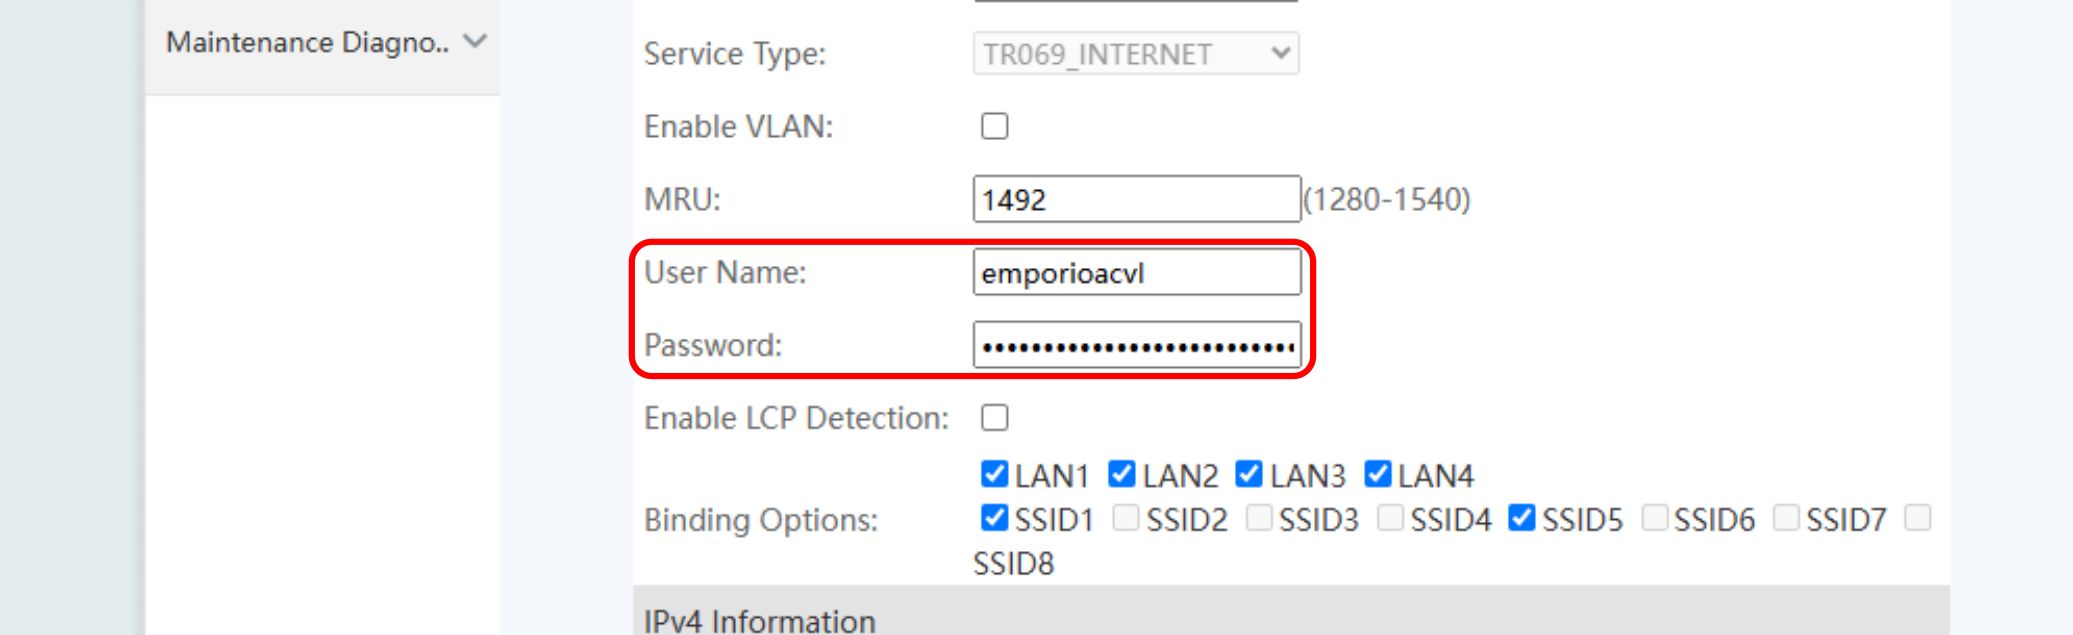 Maintenance Diagno..
Service Type: TR069_INTERNET
Enable VLAN:
MRU: 1492 (1280-1540)
User Name: emporioacvl
Password: ••••••••••••••••••••••••••
Enable LCP Detection:
LAN1 LAN2 LAN3 LAN4
Binding Options: SSID1 SSID2 SSID3 SSID4 SSID5 SSID6 SSID7
SSID8
IPv4 Information